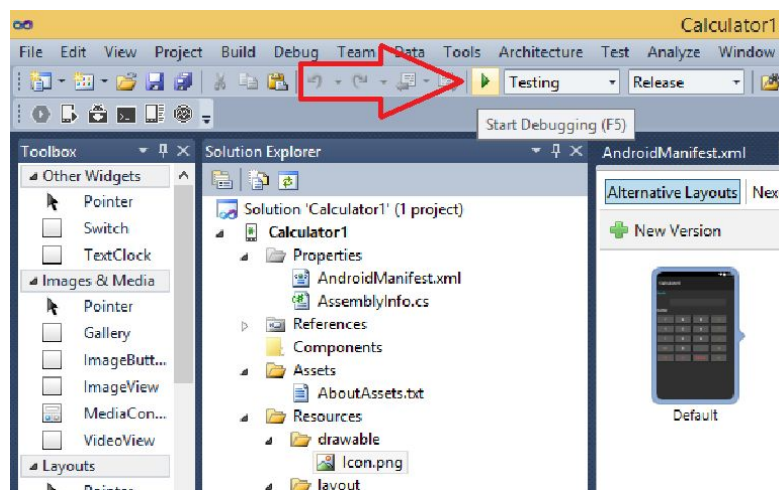 Calculator1
File Edit View Project Build Debug Team Data Tools Architecture Test Analyze Window
Testing Release
Start Debugging (F5)
Toolbox
Other Widgets
Pointer
Switch
TextClock
Images & Media
Pointer
Gallery
ImageButt...
ImageView
MediaCon...
VideoView
Layouts
Pointer
Solution Explorer
Solution 'Calculator1' (1 project)
Calculator1
Properties
AndroidManifest.xml
AssemblyInfo.cs
References
Components
Assets
AboutAssets.txt
Resources
drawable
Icon.png
layout
AndroidManifest.xml
Alternative Layouts Nex
New Version
Default